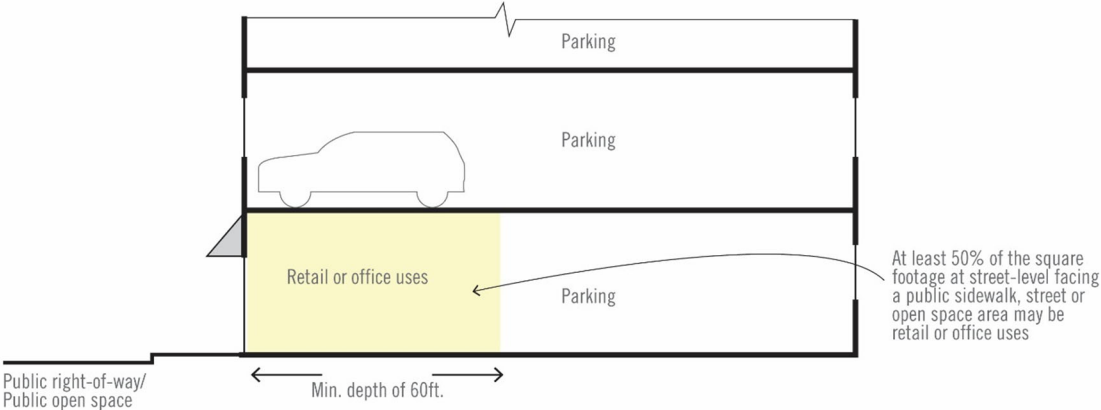 Parking
Parking
Retail or office uses
Parking
At least 50% of the square
footage at street-level facing
a public sidewalk, street or
open space area may be
retail or office uses
Public right-of-way/
Public open space
Min. depth of 60ft.